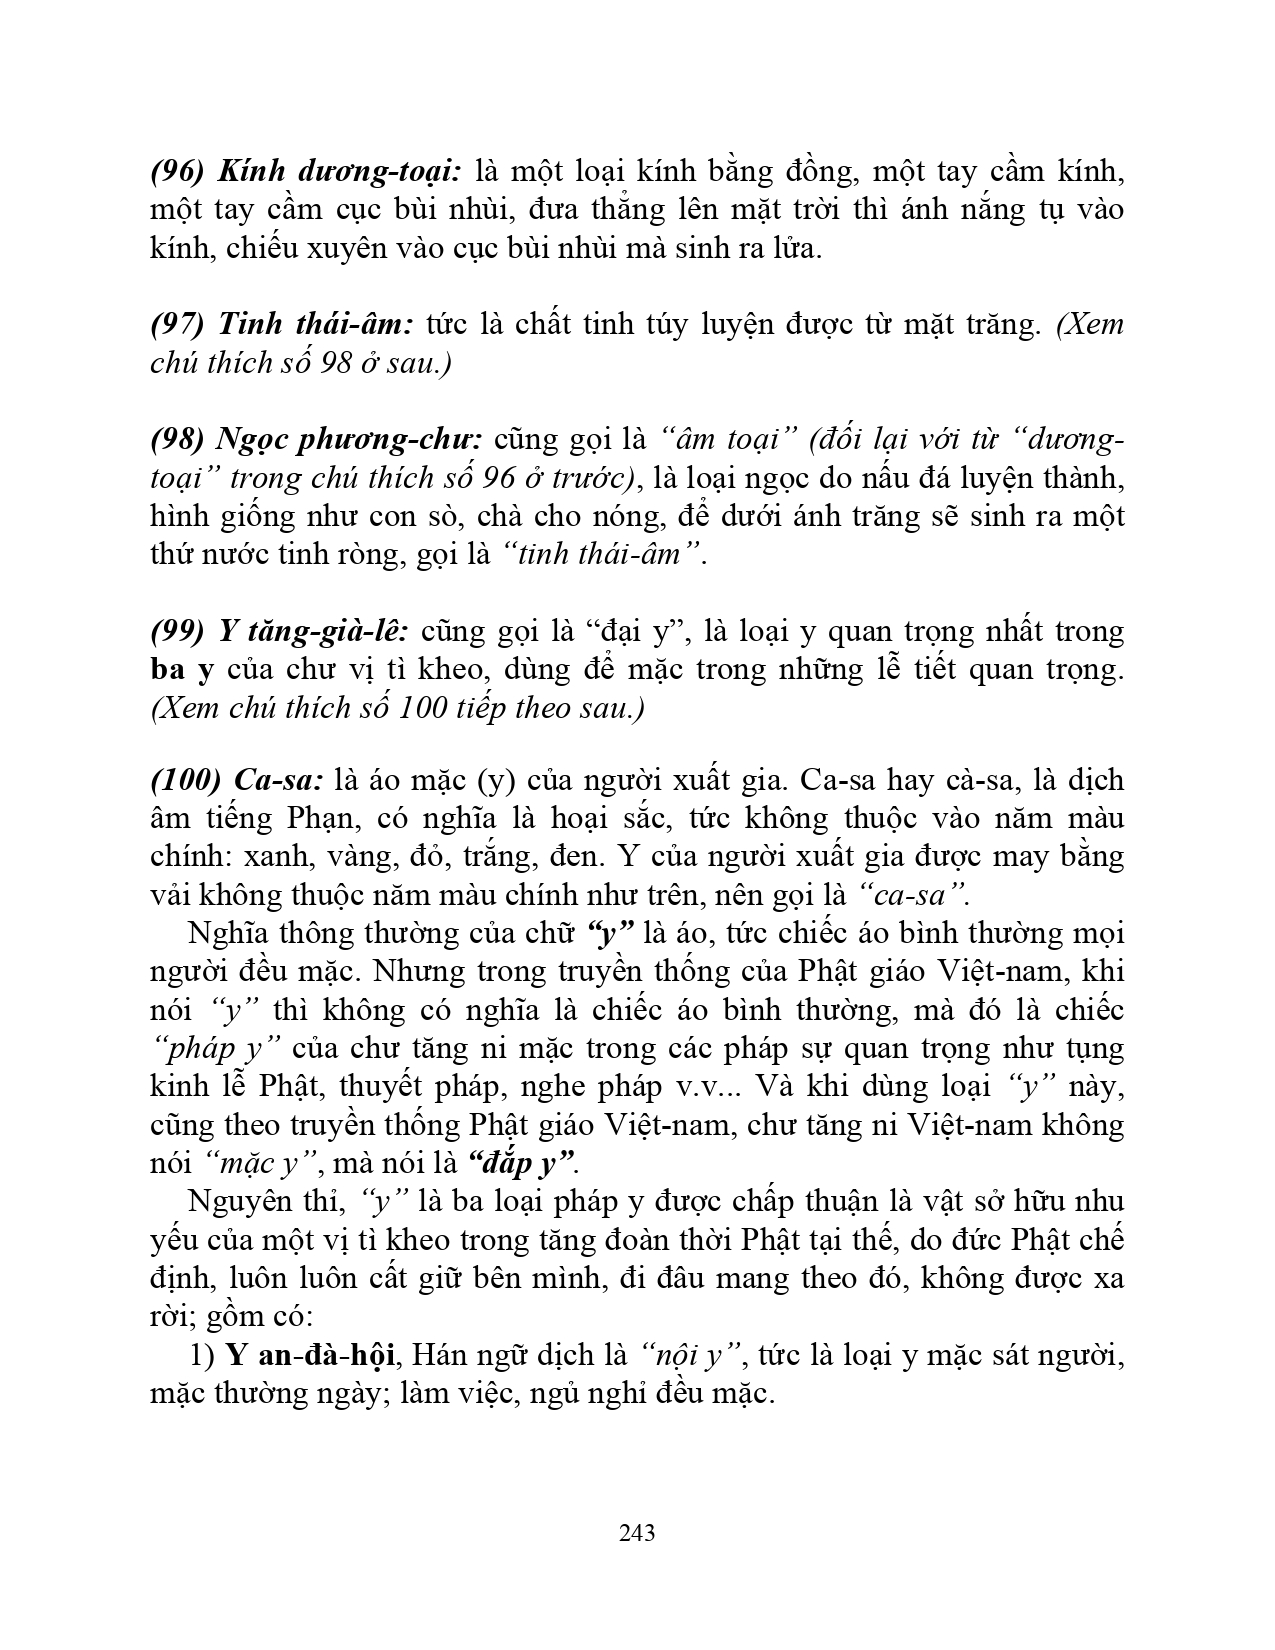 (96) Kính dương-toại: là một loại kính bằng đồng, một tay cầm kính,
một tay cầm cục bùi nhùi, đưa thẳng lên mặt trời thì ánh nắng tụ vào
kính, chiếu xuyên vào cục bùi nhùi mà sinh ra lửa.
(97) Tinh thái-âm: tức là chất tinh túy luyện được từ mặt trăng. (Xem
chú thích số 98 ở sau.)
(98) Ngọc phương-chư: cũng gọi là “âm toại” (đối lại với từ “dương-
toại” trong chú thích số 96 ở trước), là loại ngọc do nấu đá luyện thành,
hình giống như con sò, chà cho nóng, để dưới ánh trăng sẽ sinh ra một
thứ nước tinh ròng, gọi là “tinh thái-âm”.
(99) Y tăng-già-lê: cũng gọi là “đại y”, là loại y quan trọng nhất trong
ba y của chư vị tì kheo, dùng để mặc trong những lễ tiết quan trọng.
(Xem chú thích số 100 tiếp theo sau.)
(100) Ca-sa: là áo mặc (y) của người xuất gia. Ca-sa hay cà-sa, là dịch
âm tiếng Phạn, có nghĩa là hoại sắc, tức không thuộc vào năm màu
chính: xanh, vàng, đỏ, trắng, đen. Y của người xuất gia được may bằng
vải không thuộc năm màu chính như trên, nên gọi là “ca-sa”.
Nghĩa thông thường của chữ “y” là áo, tức chiếc áo bình thường mọi
người đều mặc. Nhưng trong truyền thống của Phật giáo Việt-nam, khi
nói “y” thì không có nghĩa là chiếc áo bình thường, mà đó là chiếc
“pháp y” của chư tăng ni mặc trong các pháp sự quan trọng như tụng
kinh lễ Phật, thuyết pháp, nghe pháp v.v... Và khi dùng loại “y” này,
cũng theo truyền thống Phật giáo Việt-nam, chư tăng ni Việt-nam không
nói “mặc y”, mà nói là “đắp y”.
Nguyên thỉ, “y” là ba loại pháp y được chấp thuận là vật sở hữu nhu
yếu của một vị tì kheo trong tăng đoàn thời Phật tại thế, do đức Phật chế
định, luôn luôn cất giữ bên mình, đi đâu mang theo đó, không được xa
rời; gồm có:
1) Y an-đà-hội, Hán ngữ dịch là “nội y”, tức là loại y mặc sát người,
mặc thường ngày; làm việc, ngủ nghỉ đều mặc.
243